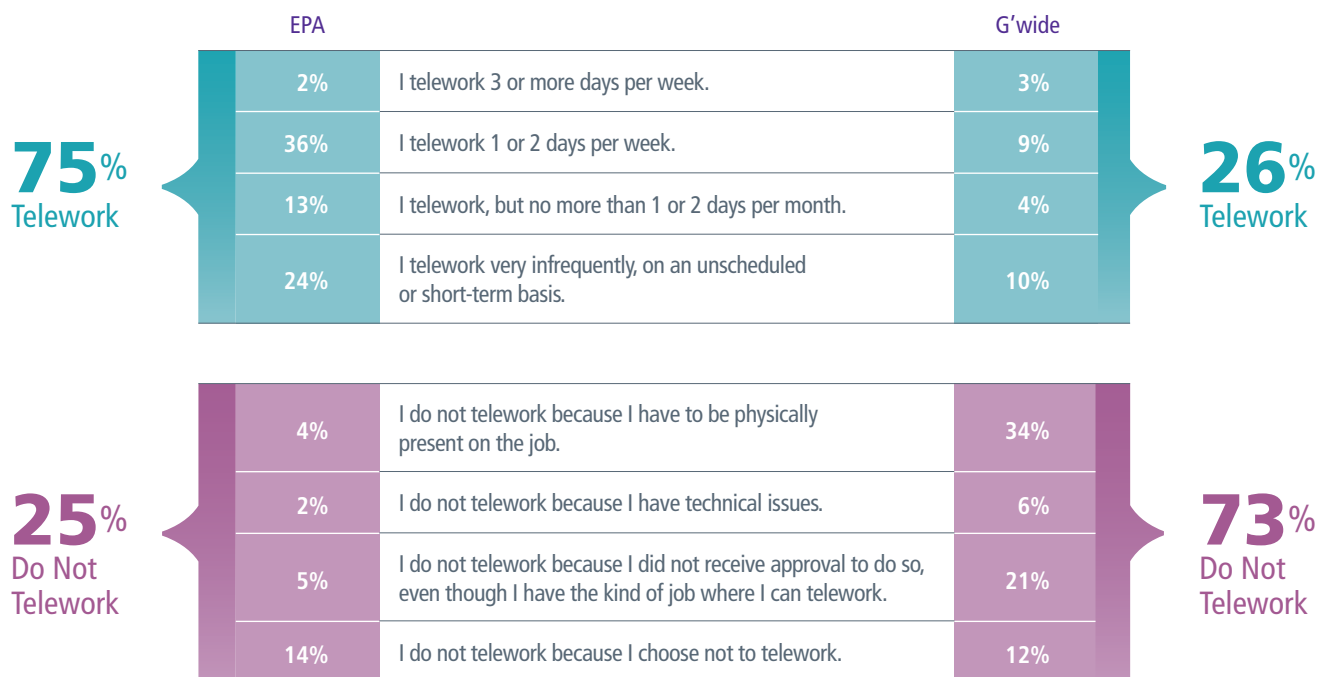 EPA G'wide
2% I telework 3 or more days per week. 3%
36% I telework 1 or 2 days per week. 9%
75%
Telework
13% I telework, but no more than 1 or 2 days per month. 4%
26%
Telework
24% I telework very infrequently, on an unscheduled
or short-term basis. 10%
4% I do not telework because I have to be physically
present on the job. 34%
2% I do not telework because I have technical issues. 6%
25%
Do Not
Telework
5% I do not telework because I did not receive approval to do so,
even though I have the kind of job where I can telework. 21%
73%
Do Not
Telework
14% I do not telework because I choose not to telework. 12%